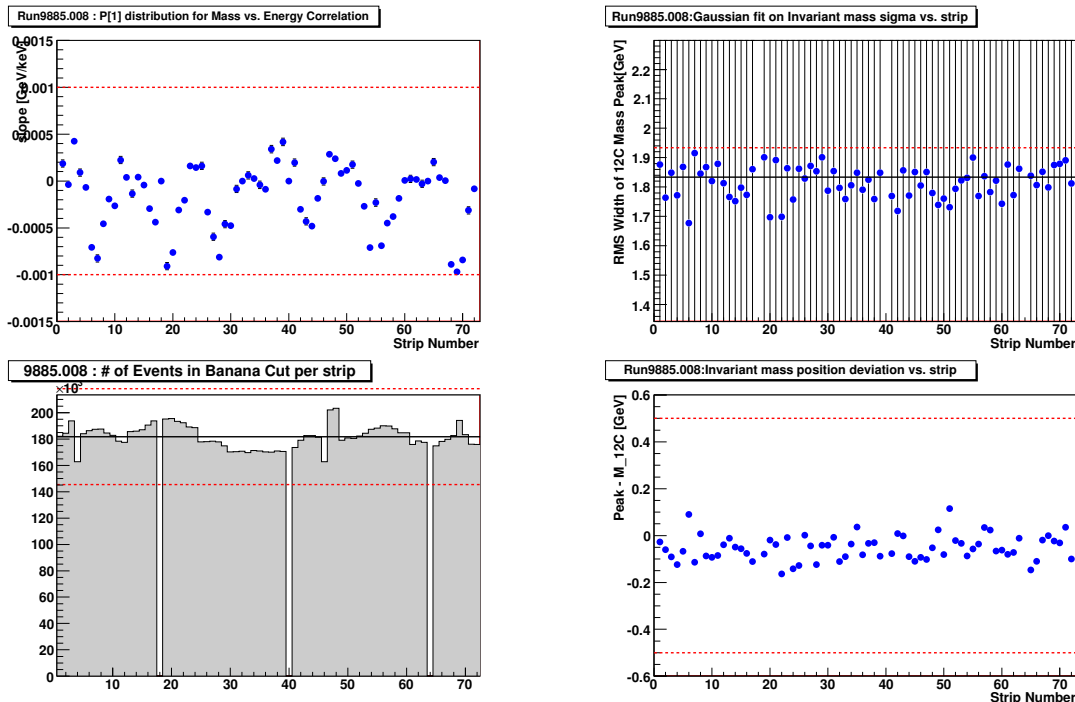 Run9885.008 : P[1] distribution for Mass vs. Energy Correlation
slope [GeV/keV]
0.0015
0.001
0.0005
0
-0.0005
-0.001
-0.0015
0 10 20 30 40 50 60 70
Strip Number
Run9885.008:Gaussian fit on Invariant mass sigma vs. strip
RMS Width of 12C Mass Peak[GeV]
2.2
2.1
2
1.9
1.8
1.7
1.6
1.5
1.4
0 10 20 30 40 50 60 70
Strip Number
9885.008 : # of Events in Banana Cut per strip
×10³
200
180
160
140
120
100
80
60
40
20
0
10 20 30 40 50 60 70
Run9885.008:Invariant mass position deviation vs. strip
Peak - M_12C [GeV]
0.6
0.4
0.2
0
-0.2
-0.4
-0.6
0 10 20 30 40 50 60 70
Strip Number